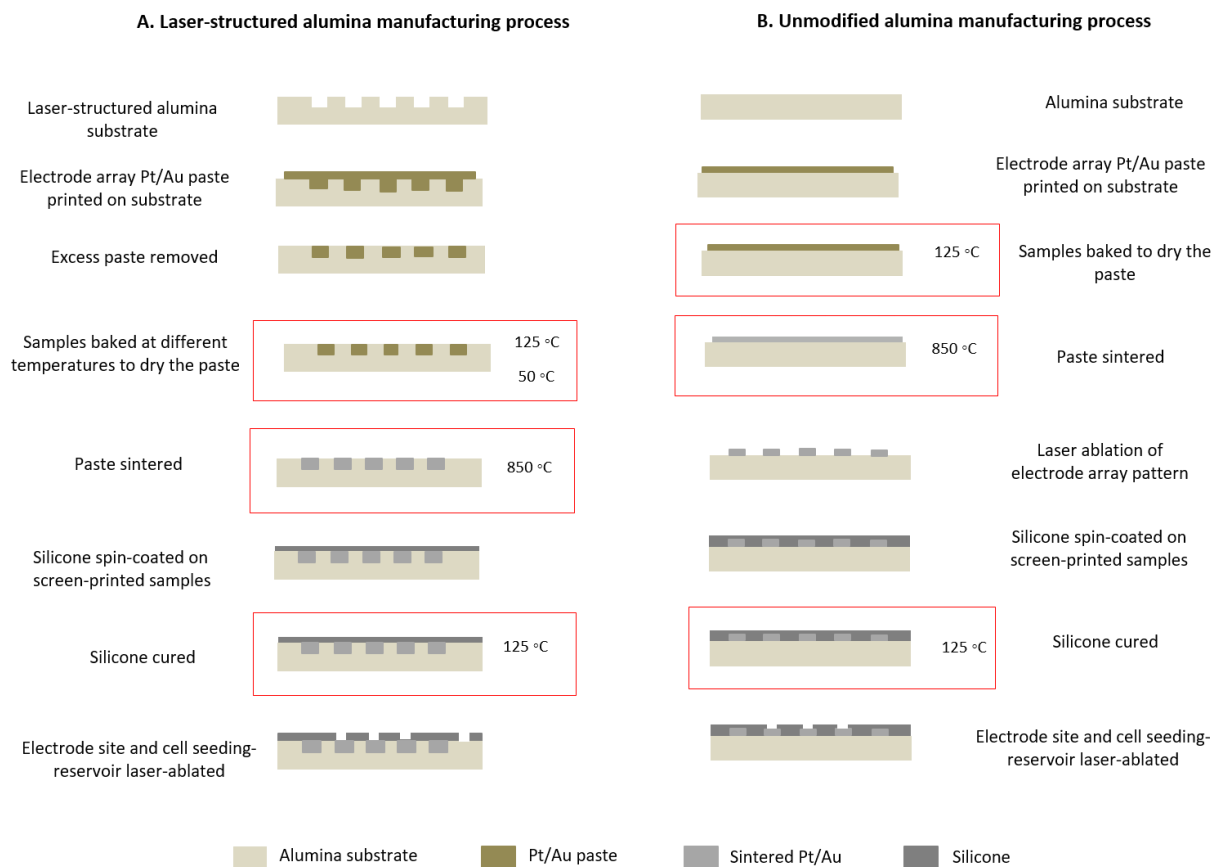 A. Laser-structured alumina manufacturing process
Laser-structured alumina
substrate
Electrode array Pt/Au paste
printed on substrate
Excess paste removed
Samples baked at different
temperatures to dry the paste
125 °C
50 °C
Paste sintered
850 °C
Silicone spin-coated on
screen-printed samples
Silicone cured
125 °C
Electrode site and cell seeding-
reservoir laser-ablated
B. Unmodified alumina manufacturing process
Alumina substrate
Electrode array Pt/Au paste
printed on substrate
125 °C
Samples baked to dry the
paste
850 °C
Paste sintered
Laser ablation of
electrode array pattern
Silicone spin-coated on
screen-printed samples
125 °C
Silicone cured
Electrode site and cell seeding-
reservoir laser-ablated
Alumina substrate
Pt/Au paste
Sintered Pt/Au
Silicone